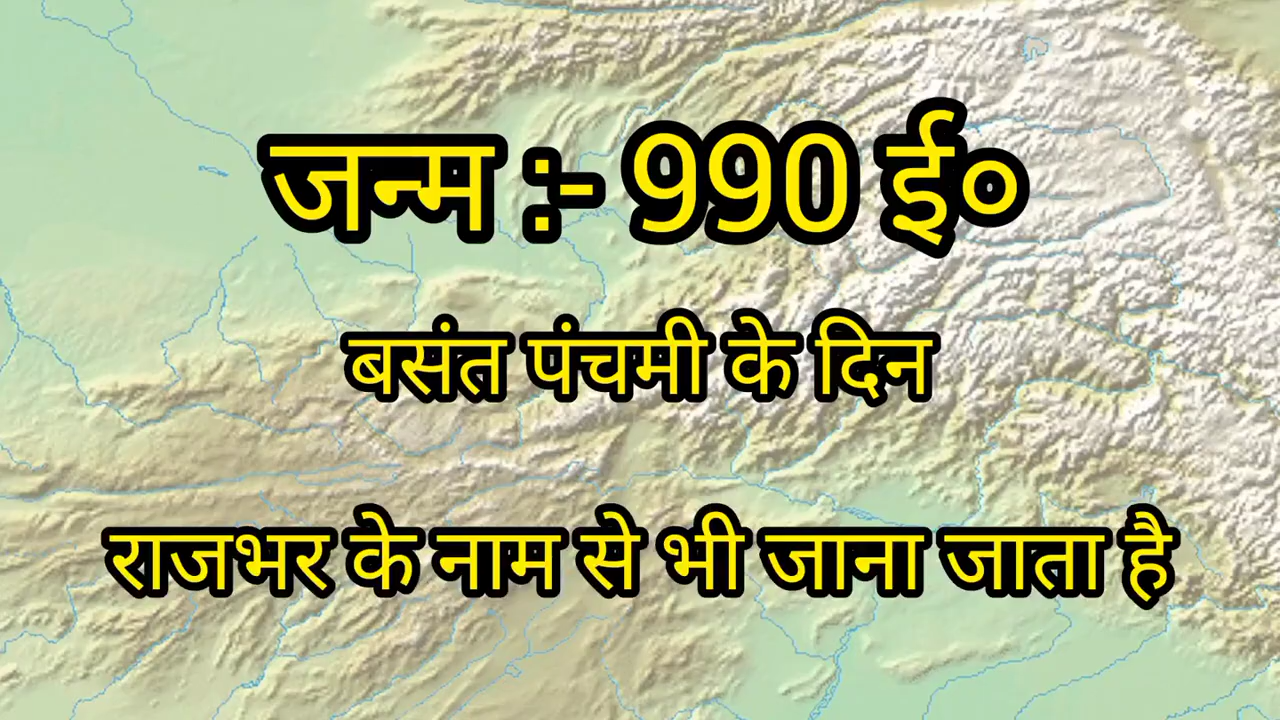 जन्म :- 990 ई०
बसंत पंचमी के दिन
राजभर के नाम से भी जाना जाता है